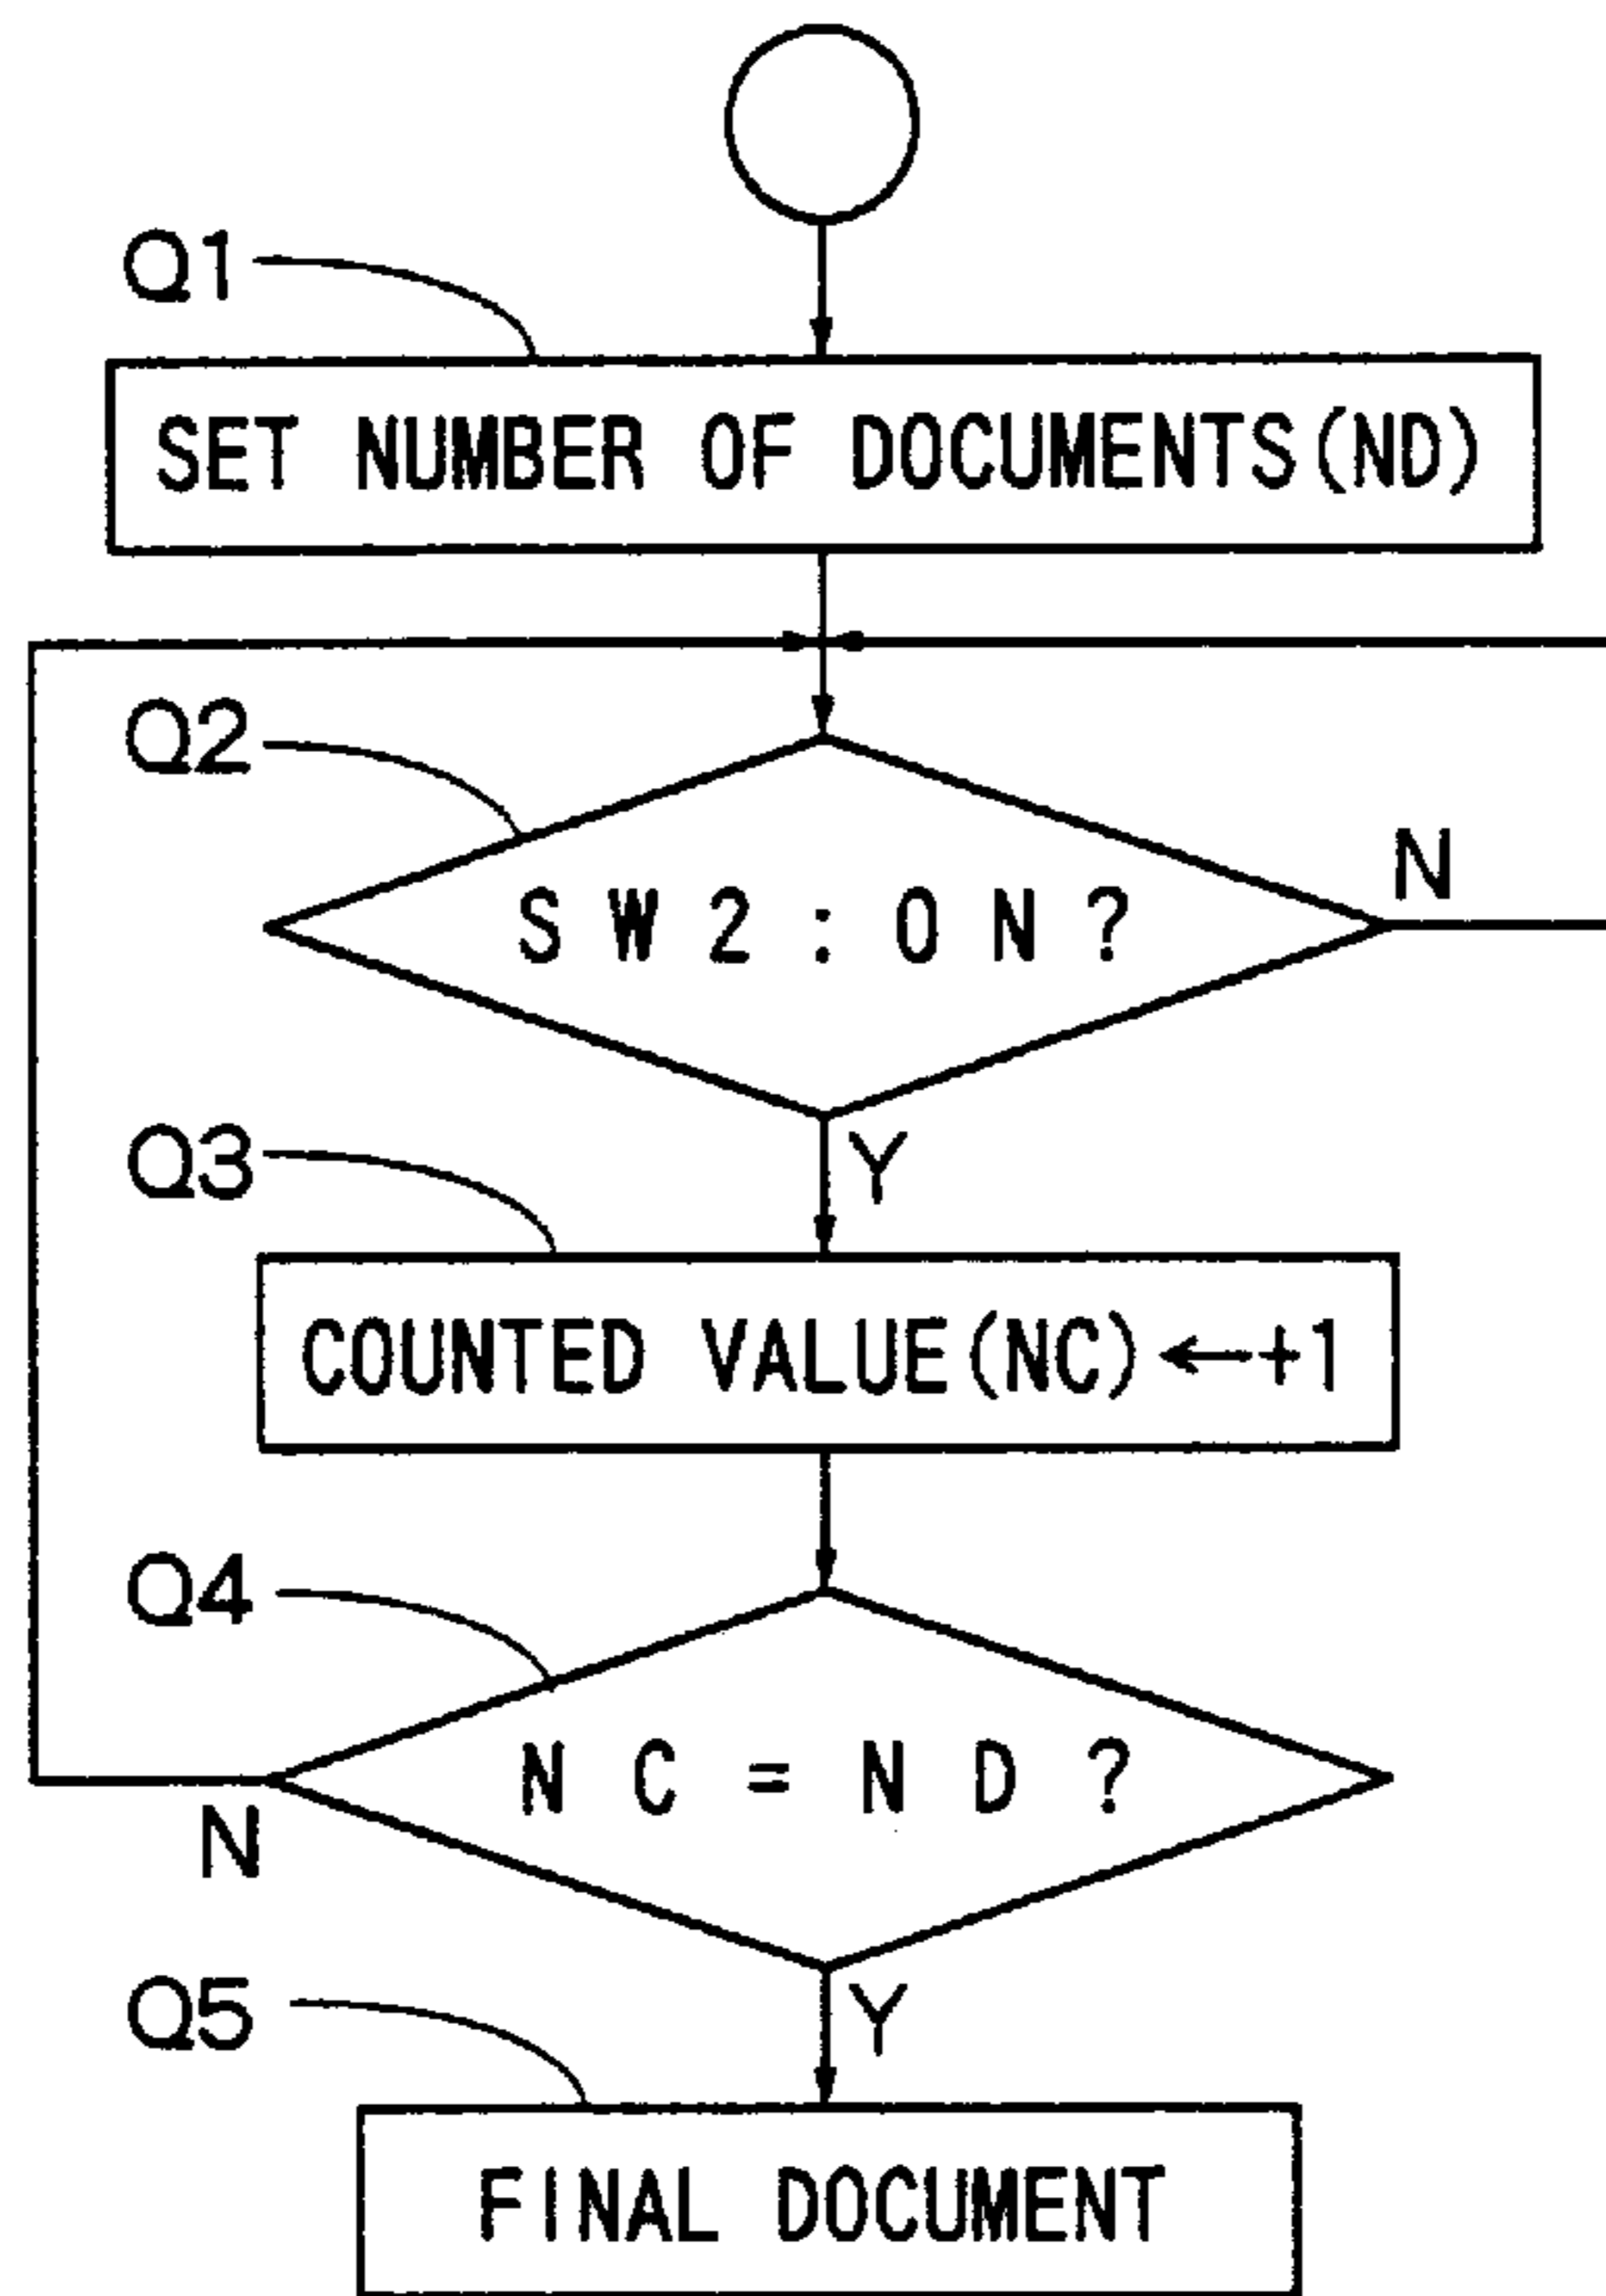 Q1
SET NUMBER OF DOCUMENTS(ND)
Q2
SW2:ON?
N
Y
Q3
COUNTED VALUE(NC)←+1
Q4
NC=ND?
N
Y
Q5
FINAL DOCUMENT